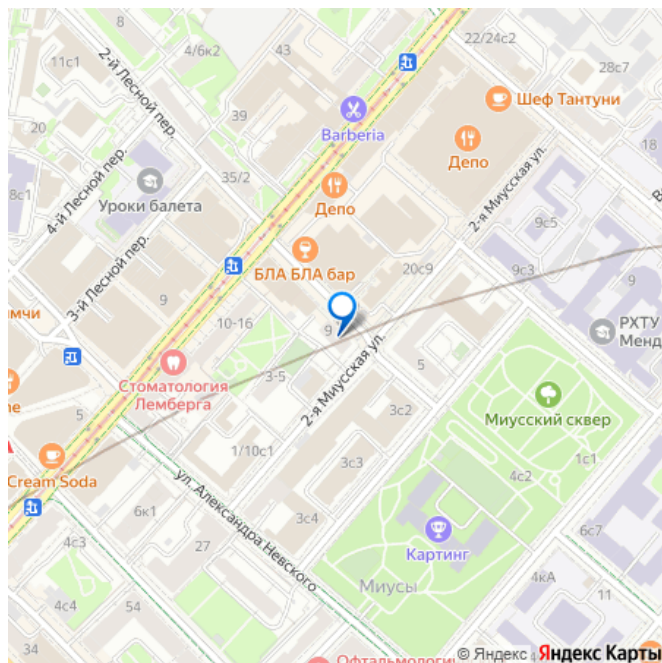 8
4/6к2
43
22/24с2
11с1
2-й Лесной пер.
28с7
Шеф Тантуни
39
Barberia
20
Депо
18
4-й Лесной пер.
35/2
Уроки балета
8с1
Депо
2-я Миусская ул.
9с5
3-й Лесной пер.
БЛА БЛА бар
20с9
9с3
9
мчи
10-16
9
РХТУ
Менд
3-5
2-я Миусская ул.
5
Стоматология
Лемберга
Миусский сквер
5
3с2
1/10с1
1с1
3с3
4с2
Cream Soda
ул. Александра Невского
6к1
3с4
6с7
27
Картинг
4с3
Миусы
4кА
11
4с4
54
34
Офтальмологи
© Яндекс Яндекс Карты